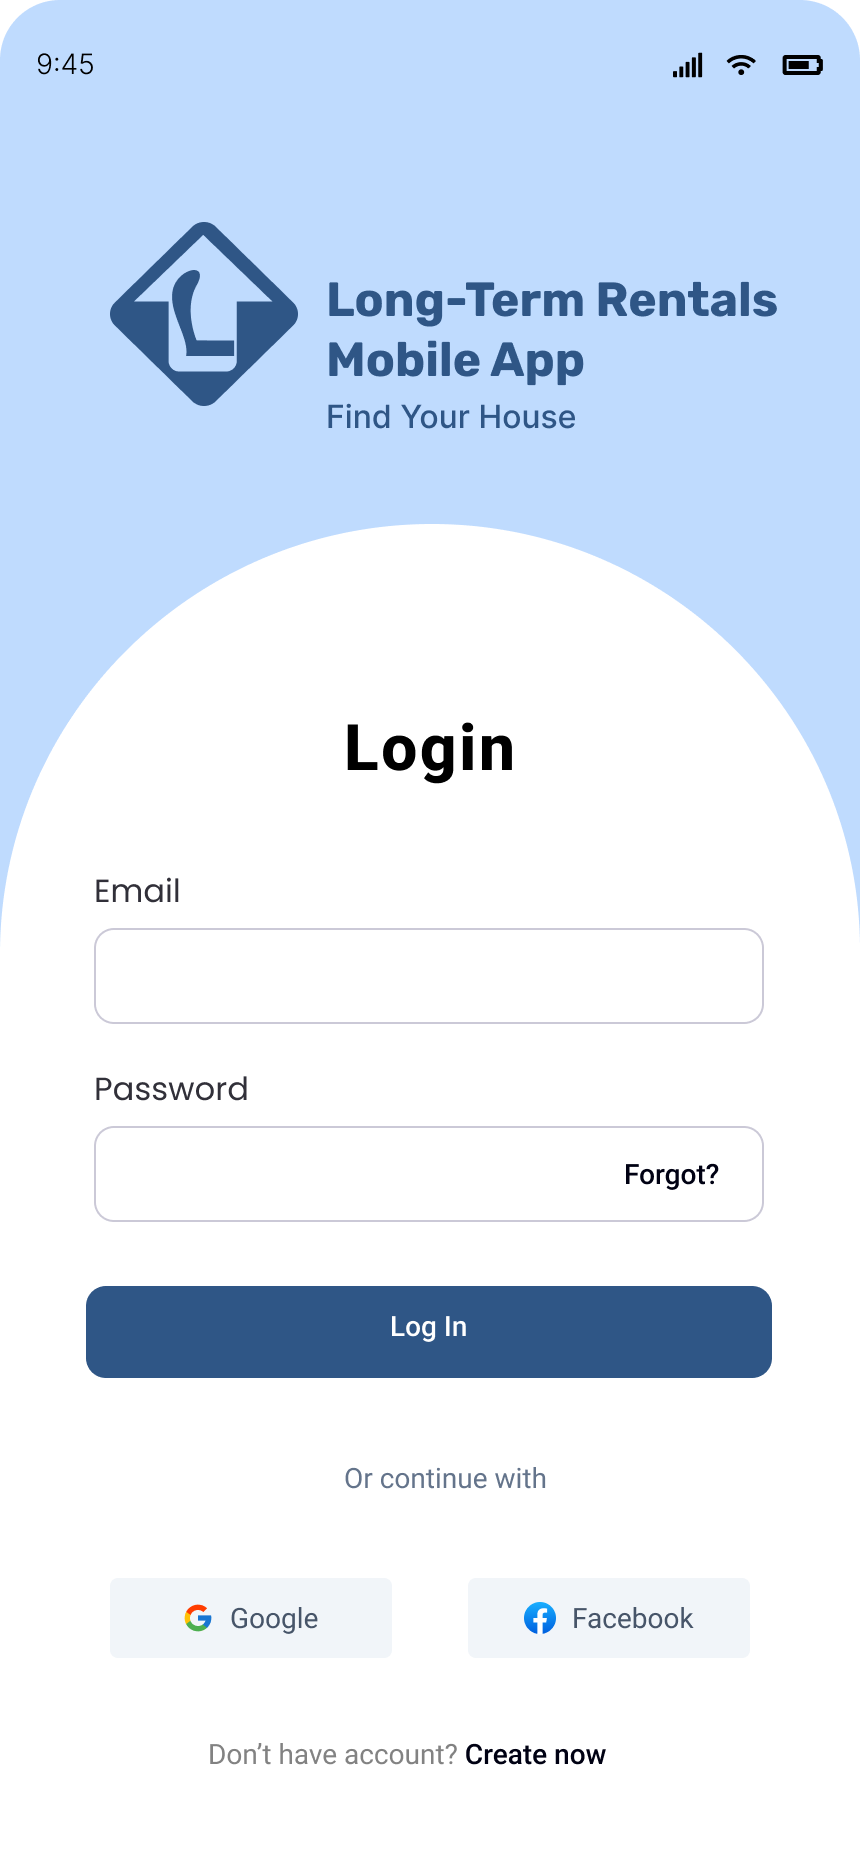 9:45
Long-Term Rentals
Mobile App
Find Your House
Login
Email
Password
Forgot?
Log In
Or continue with
Google
Facebook
Don’t have account? Create now